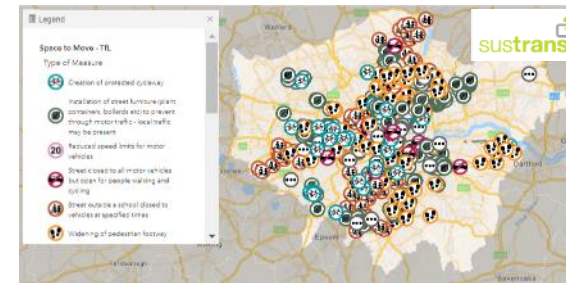 Legend
Space to Move - TfL
Type of Measure
Creation of protected cycleway
Installation of street furniture (plant
containers, bollards etc) to prevent
through motor traffic - local traffic
may be present
20
Reduced speed limits for motor
vehicles
Street closed to all motor vehicles
but open for people walking and
cycling
Street outside a school closed to
vehicles at specified times
Widening of pedestrian footway
sustrans
Watford
Dartford
Epsom
Sevenoaks